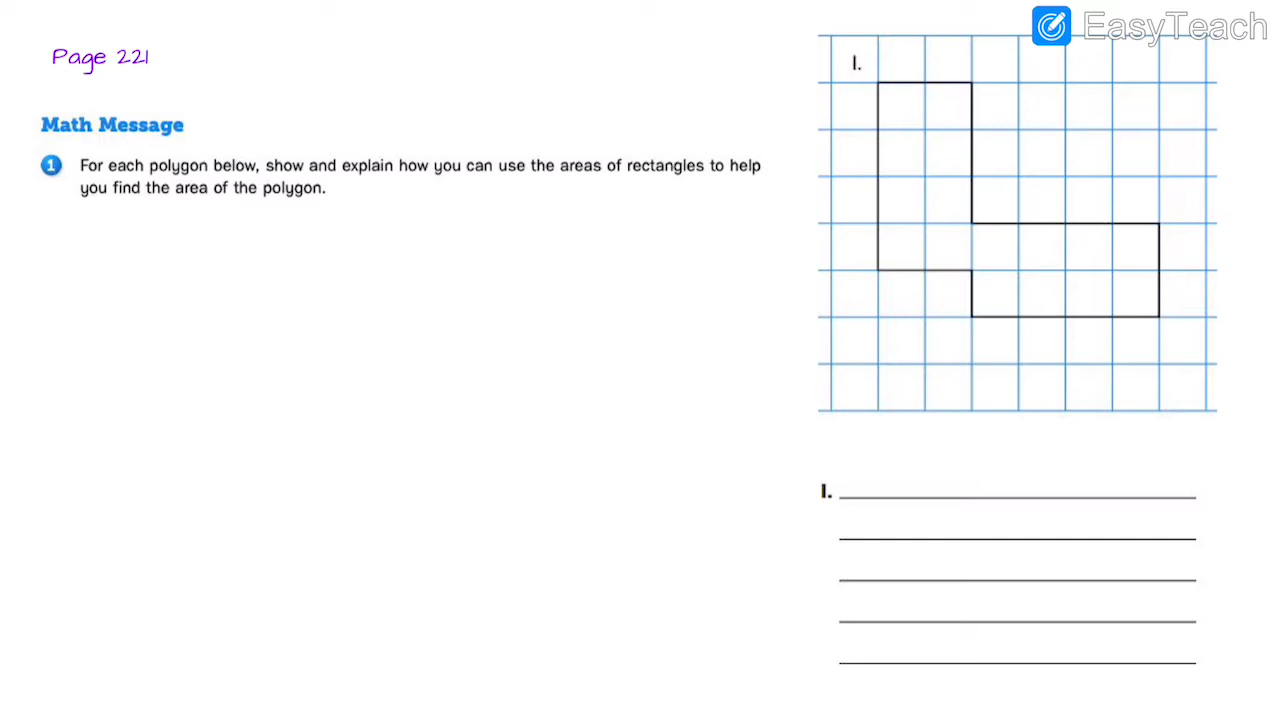 EasyTeach
Page 221
1.
Math Message
1 For each polygon below, show and explain how you can use the areas of rectangles to help
you find the area of the polygon.
1.